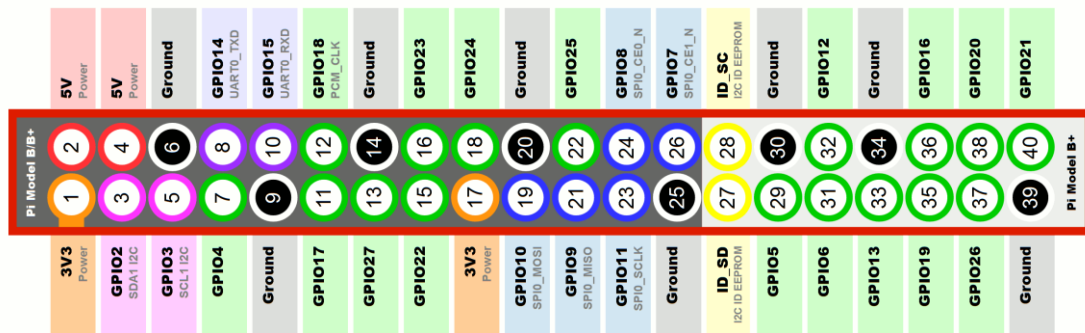 5V
Power
5V
Power
Ground
GPIO14
UART0_TXD
GPIO15
UART0_RXD
GPIO18
PCM_CLK
Ground
GPIO23
GPIO24
Ground
GPIO25
GPIO8
SPI0_CE0_N
GPIO7
SPI0_CE1_N
ID_SC
I2C ID EEPROM
Ground
GPIO12
Ground
GPIO16
GPIO20
GPIO21
Pi Model B/B+
2 4 6 8 10 12 14 16 18 20 22 24 26 28 30 32 34 36 38 40
1 3 5 7 9 11 13 15 17 19 21 23 25 27 29 31 33 35 37 39
Pi Model B+
3V3
Power
GPIO2
SDA1 I2C
GPIO3
SCL1 I2C
GPIO4
Ground
GPIO17
GPIO27
GPIO22
3V3
Power
GPIO10
SPI0_MOSI
GPIO9
SPI0_MISO
GPIO11
SPI0_SCLK
Ground
ID_SD
I2C ID EEPROM
GPIO5
GPIO6
GPIO13
GPIO19
GPIO26
Ground